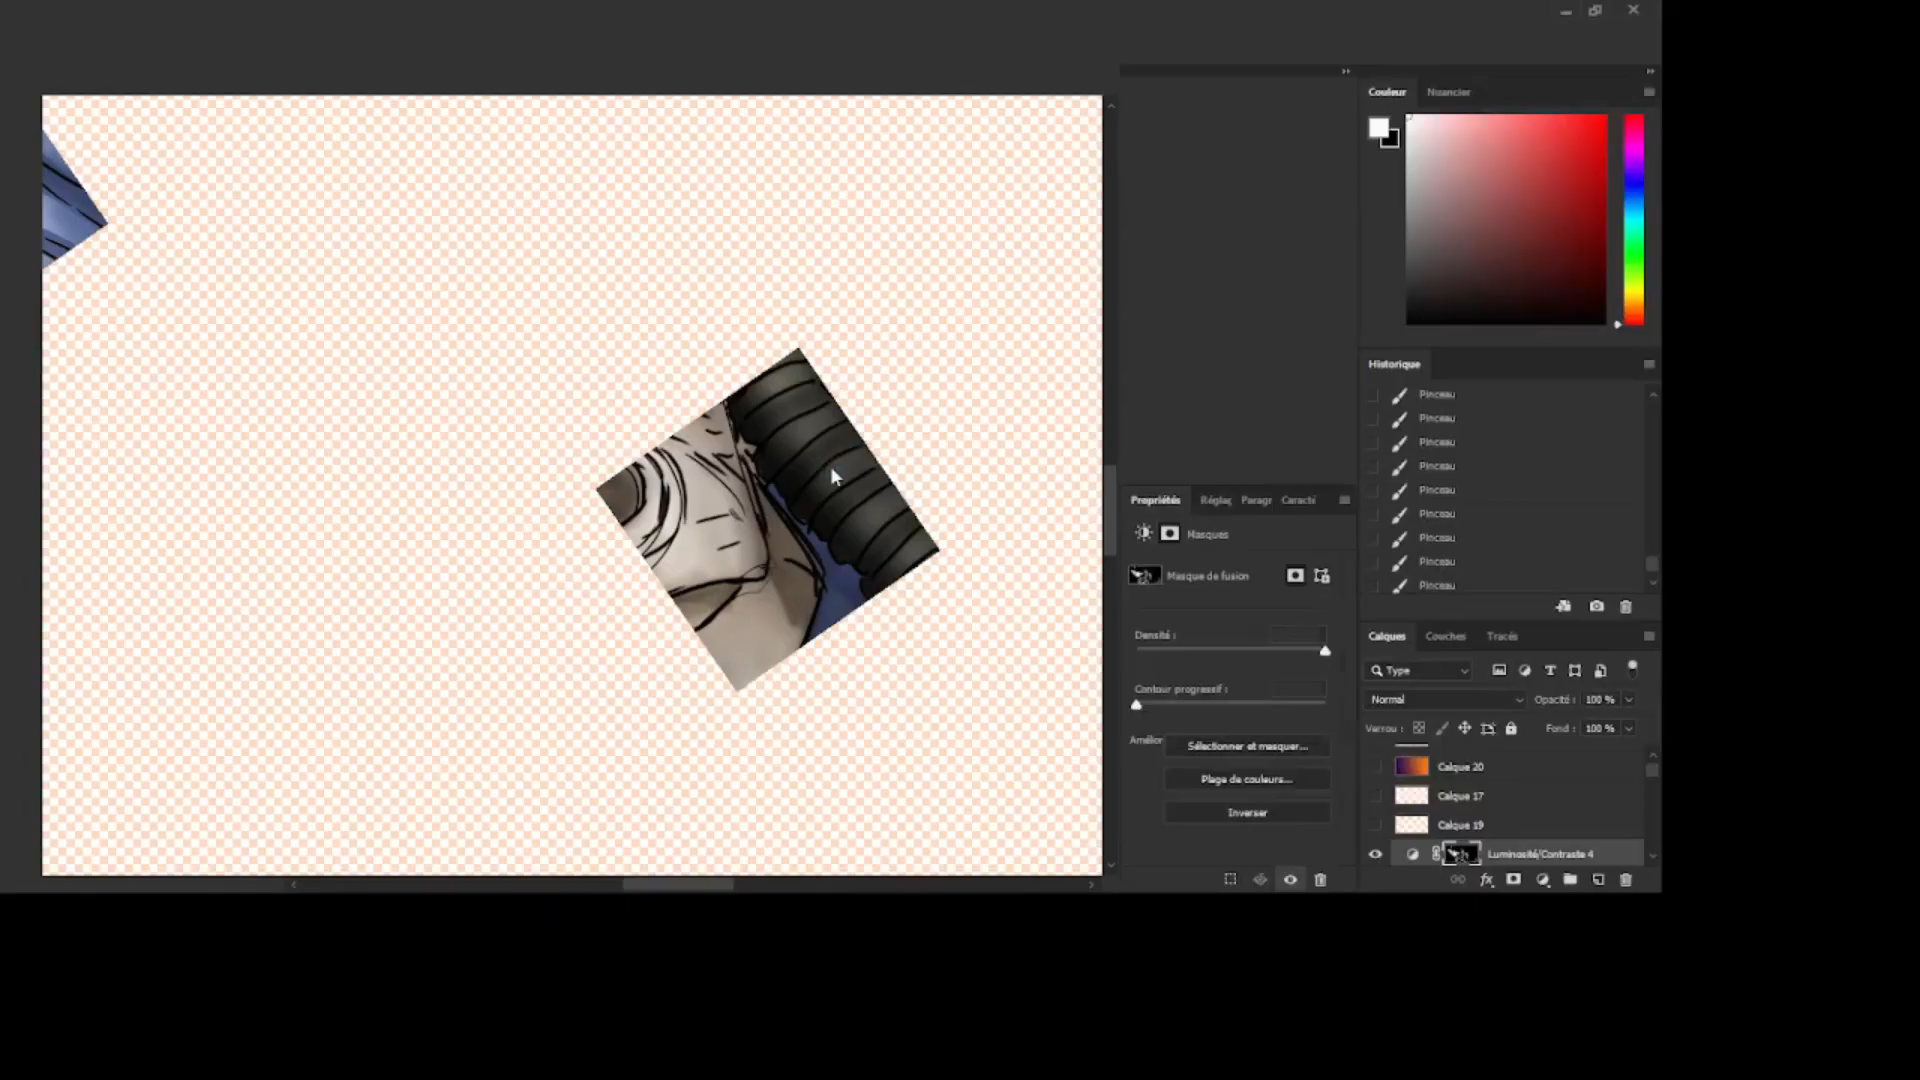 Couleur
Nuancier
Historique
Pinceau
Pinceau
Pinceau
Pinceau
Pinceau
Pinceau
Pinceau
Pinceau
Pinceau
Propriétés
Réglag
Paragr
Caracté
Masques
Masque de fusion
Densité :
Contour progressif :
Amélior
Sélectionner et masquer...
Plage de couleurs...
Inverser
Calques
Couches
Tracés
Type
Normal
Opacité : 100 %
Verrou :
Fond : 100 %
Calque 20
Calque 17
Calque 19
Luminosité/Contraste 4
fx